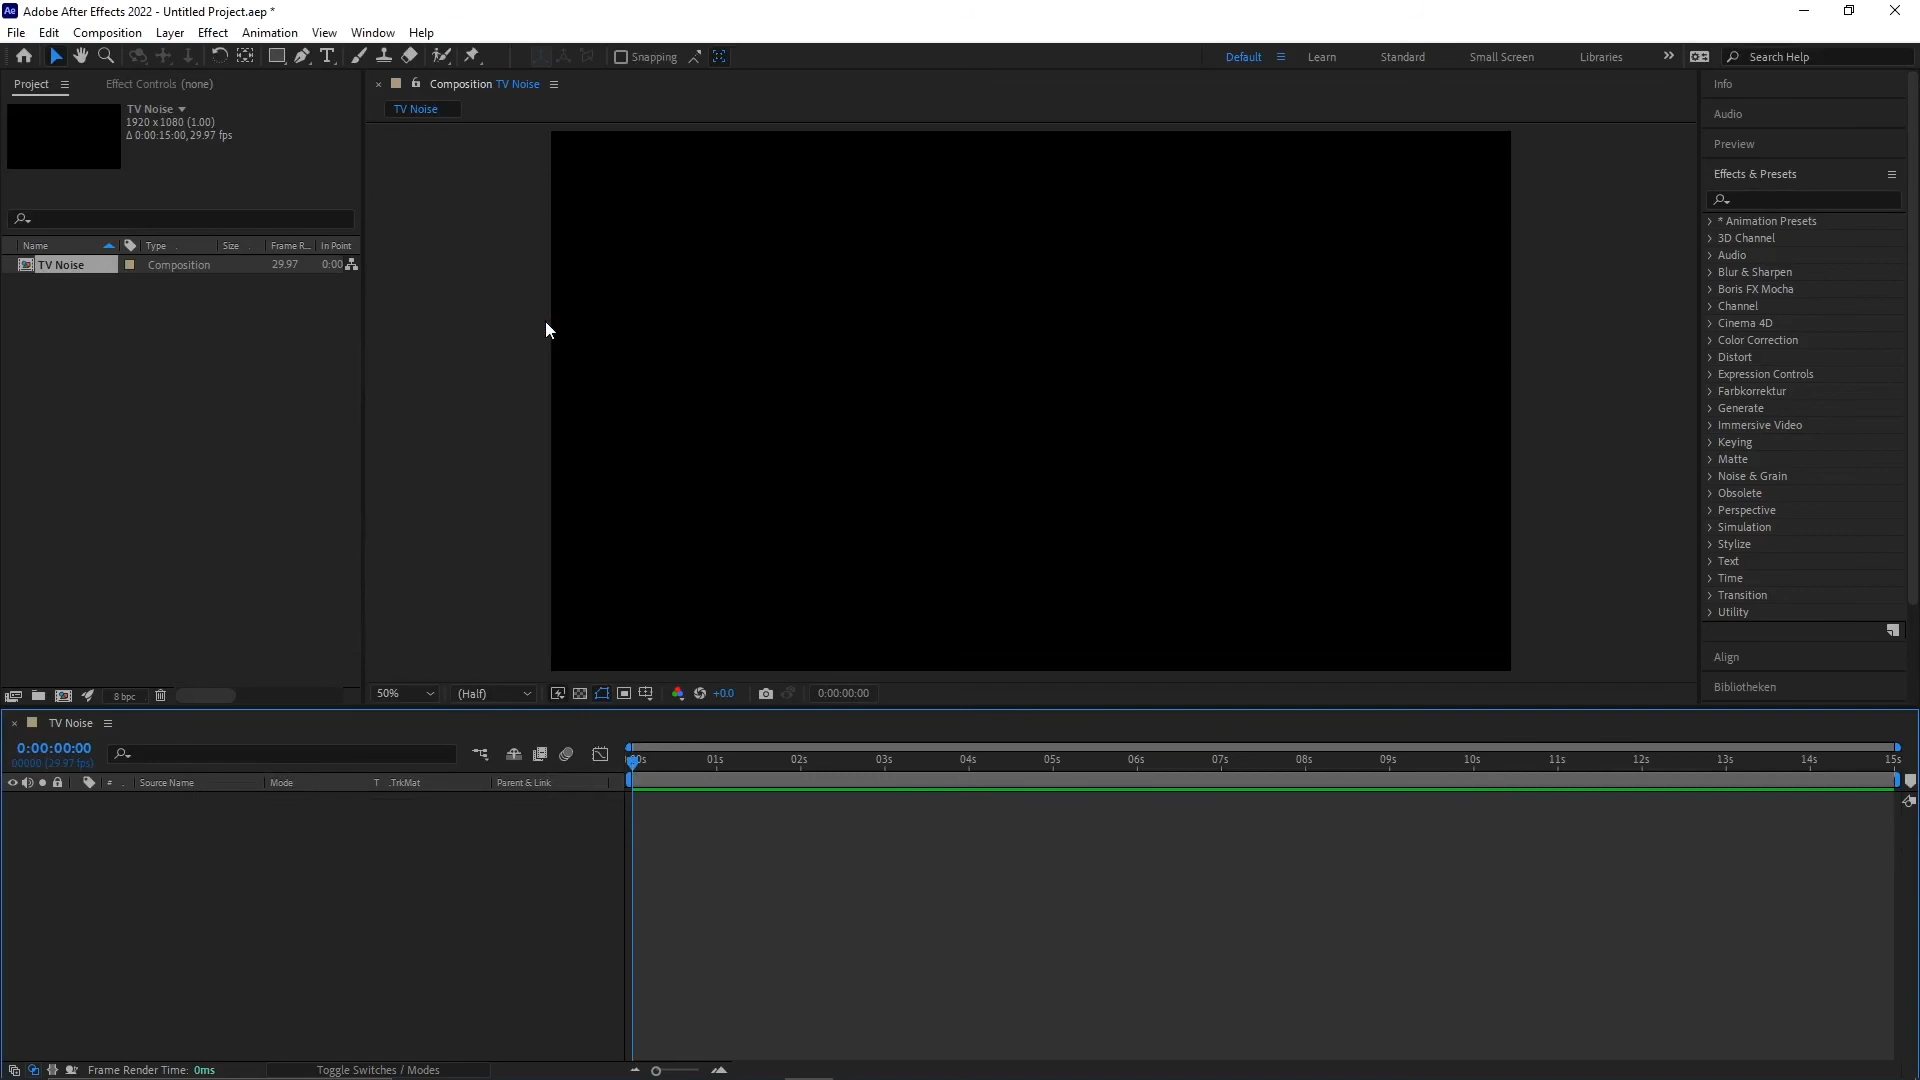 Adobe After Effects 2022 - Untitled Project.aep *
File Edit Composition Layer Effect Animation View Window Help
Snapping Default Learn Standard Small Screen Libraries Search Help
Project Effect Controls (none)
TV Noise
1920 x 1080 (1.00)
Δ 0:00:15:00, 29.97 fps
Name Type Size Frame R... In Point
TV Noise Composition 29.97 0:00
8 bpc
Composition TV Noise
TV Noise
50% (Half) +0.0 0:00:00:00
Info
Audio
Preview
Effects & Presets
* Animation Presets
3D Channel
Audio
Blur & Sharpen
Boris FX Mocha
Channel
Cinema 4D
Color Correction
Distort
Expression Controls
Farbkorrektur
Generate
Immersive Video
Keying
Matte
Noise & Grain
Obsolete
Perspective
Simulation
Stylize
Text
Time
Transition
Utility
Align
Bibliotheken
TV Noise
0:00:00:00
00000 (29.97 fps)
# Source Name Mode T .TrkMat Parent & Link
01s 02s 03s 04s 05s 06s 07s 08s 09s 10s 11s 12s 13s 14s 15s
Frame Render Time: 0ms Toggle Switches / Modes